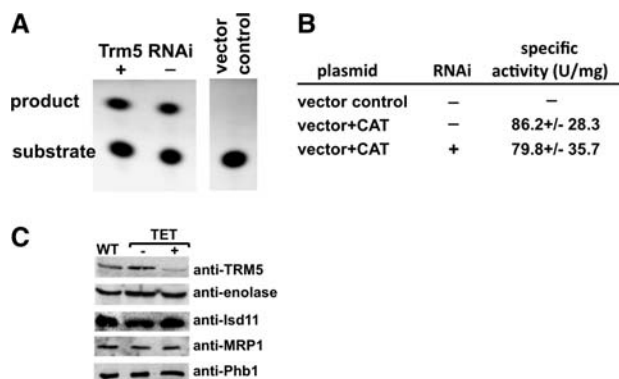 A
Trm5 RNAi
+ −
vector control
product
substrate
B
plasmid RNAi specific activity (U/mg)
vector control − −
vector+CAT − 86.2+/- 28.3
vector+CAT + 79.8+/- 35.7
C
TET
WT - +
anti-TRM5
anti-enolase
anti-Isd11
anti-MRP1
anti-Phb1